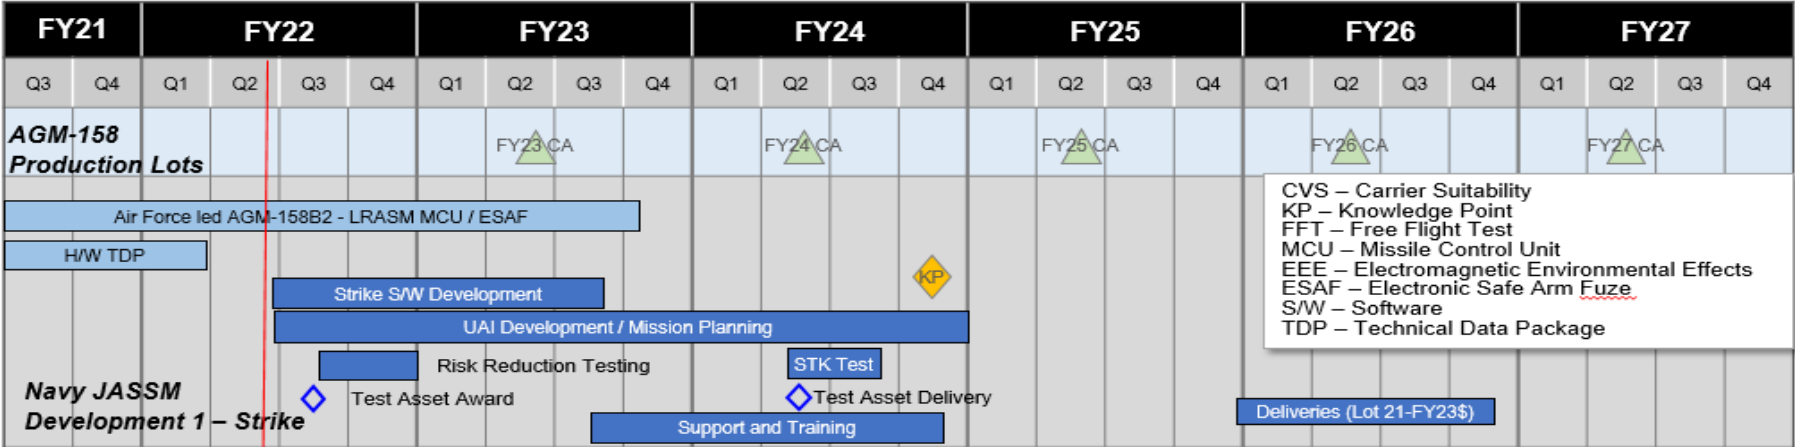 FY21 FY22 FY23 FY24 FY25 FY26 FY27
Q3 Q4 Q1 Q2 Q3 Q4 Q1 Q2 Q3 Q4 Q1 Q2 Q3 Q4 Q1 Q2 Q3 Q4 Q1 Q2 Q3 Q4 Q1 Q2 Q3 Q4
AGM-158
Production Lots
FY23 CA FY24 CA FY25 CA FY26 CA FY27 CA
CVS – Carrier Suitability
KP – Knowledge Point
FFT – Free Flight Test
MCU – Missile Control Unit
EEE – Electromagnetic Environmental Effects
ESAF – Electronic Safe Arm Fuze
S/W – Software
TDP – Technical Data Package
Air Force led AGM-158B2 - LRASM MCU / ESAF
H/W TDP
KP
Strike S/W Development
UAI Development / Mission Planning
Risk Reduction Testing
STK Test
Navy JASSM
Development 1 – Strike
Test Asset Award
Test Asset Delivery
Support and Training
Deliveries (Lot 21-FY23$)